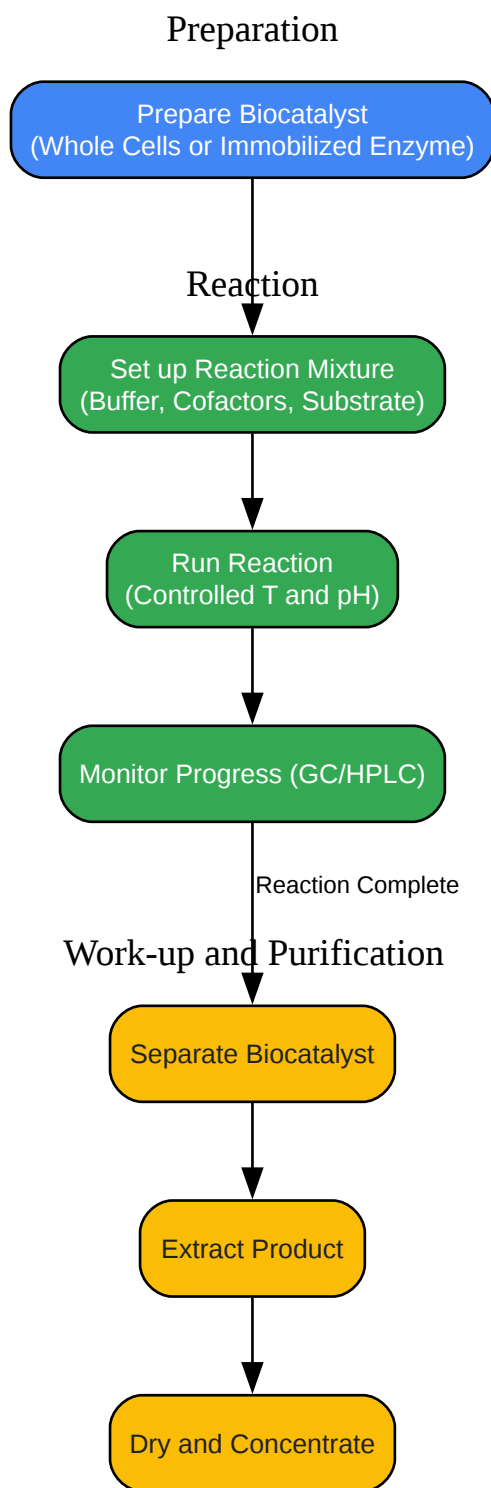 Preparation
Prepare Biocatalyst
(Whole Cells or Immobilized Enzyme)
Reaction
Set up Reaction Mixture
(Buffer, Cofactors, Substrate)
Run Reaction
(Controlled T and pH)
Monitor Progress (GC/HPLC)
Reaction Complete
Work-up and Purification
Separate Biocatalyst
Extract Product
Dry and Concentrate